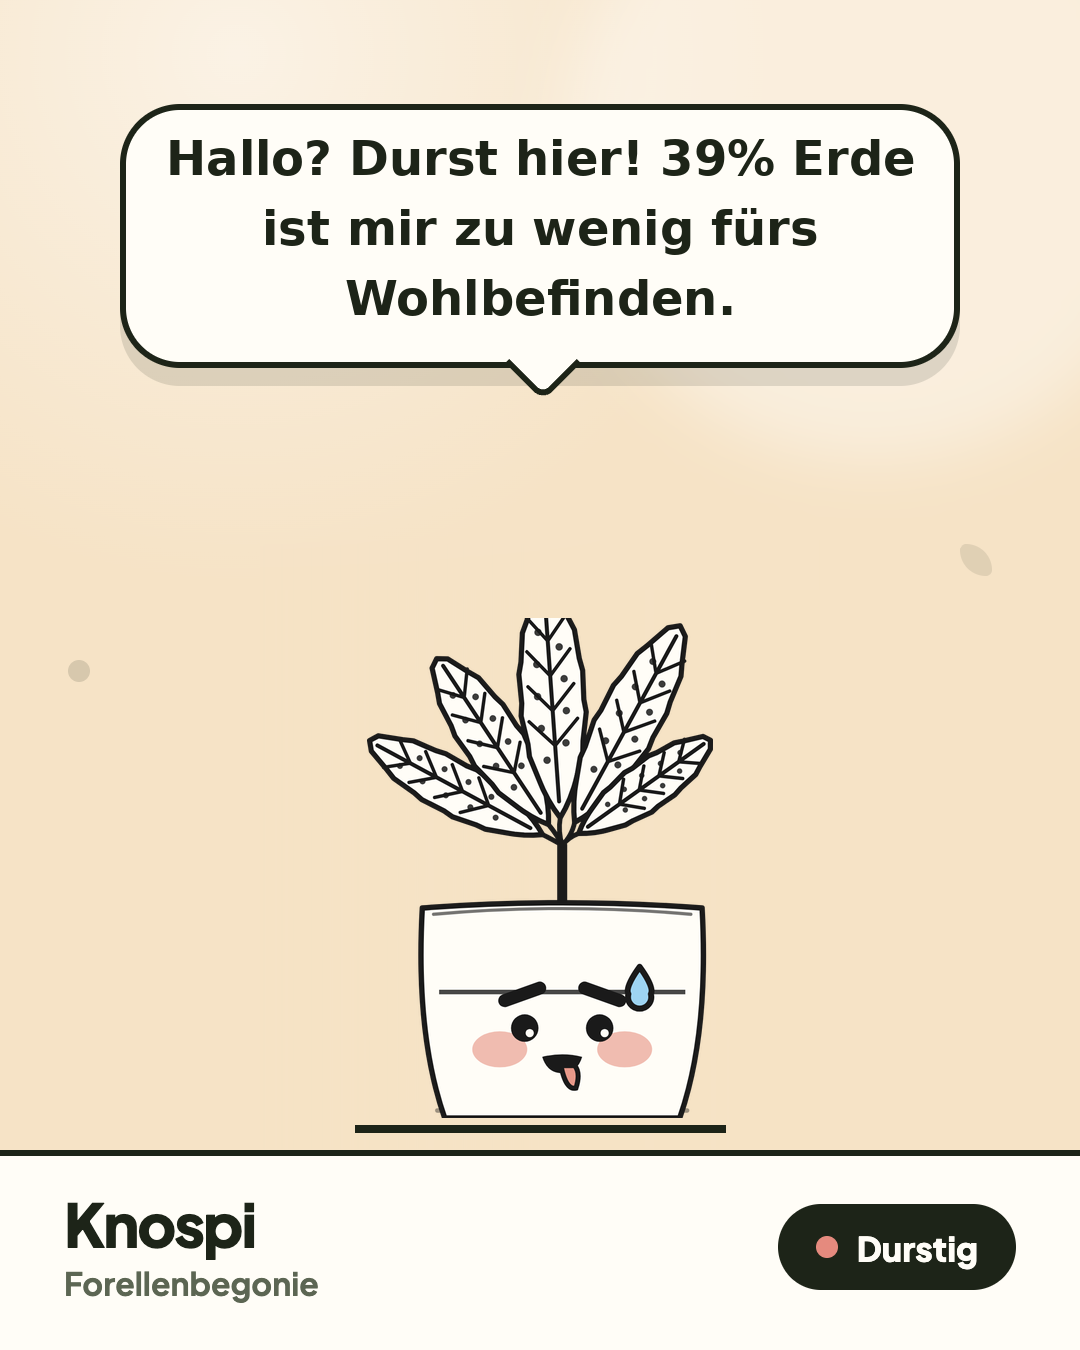 Hallo? Durst hier! 39% Erde
ist mir zu wenig fürs
Wohlbefinden.
Knospi
Forellenbegonie
Durstig